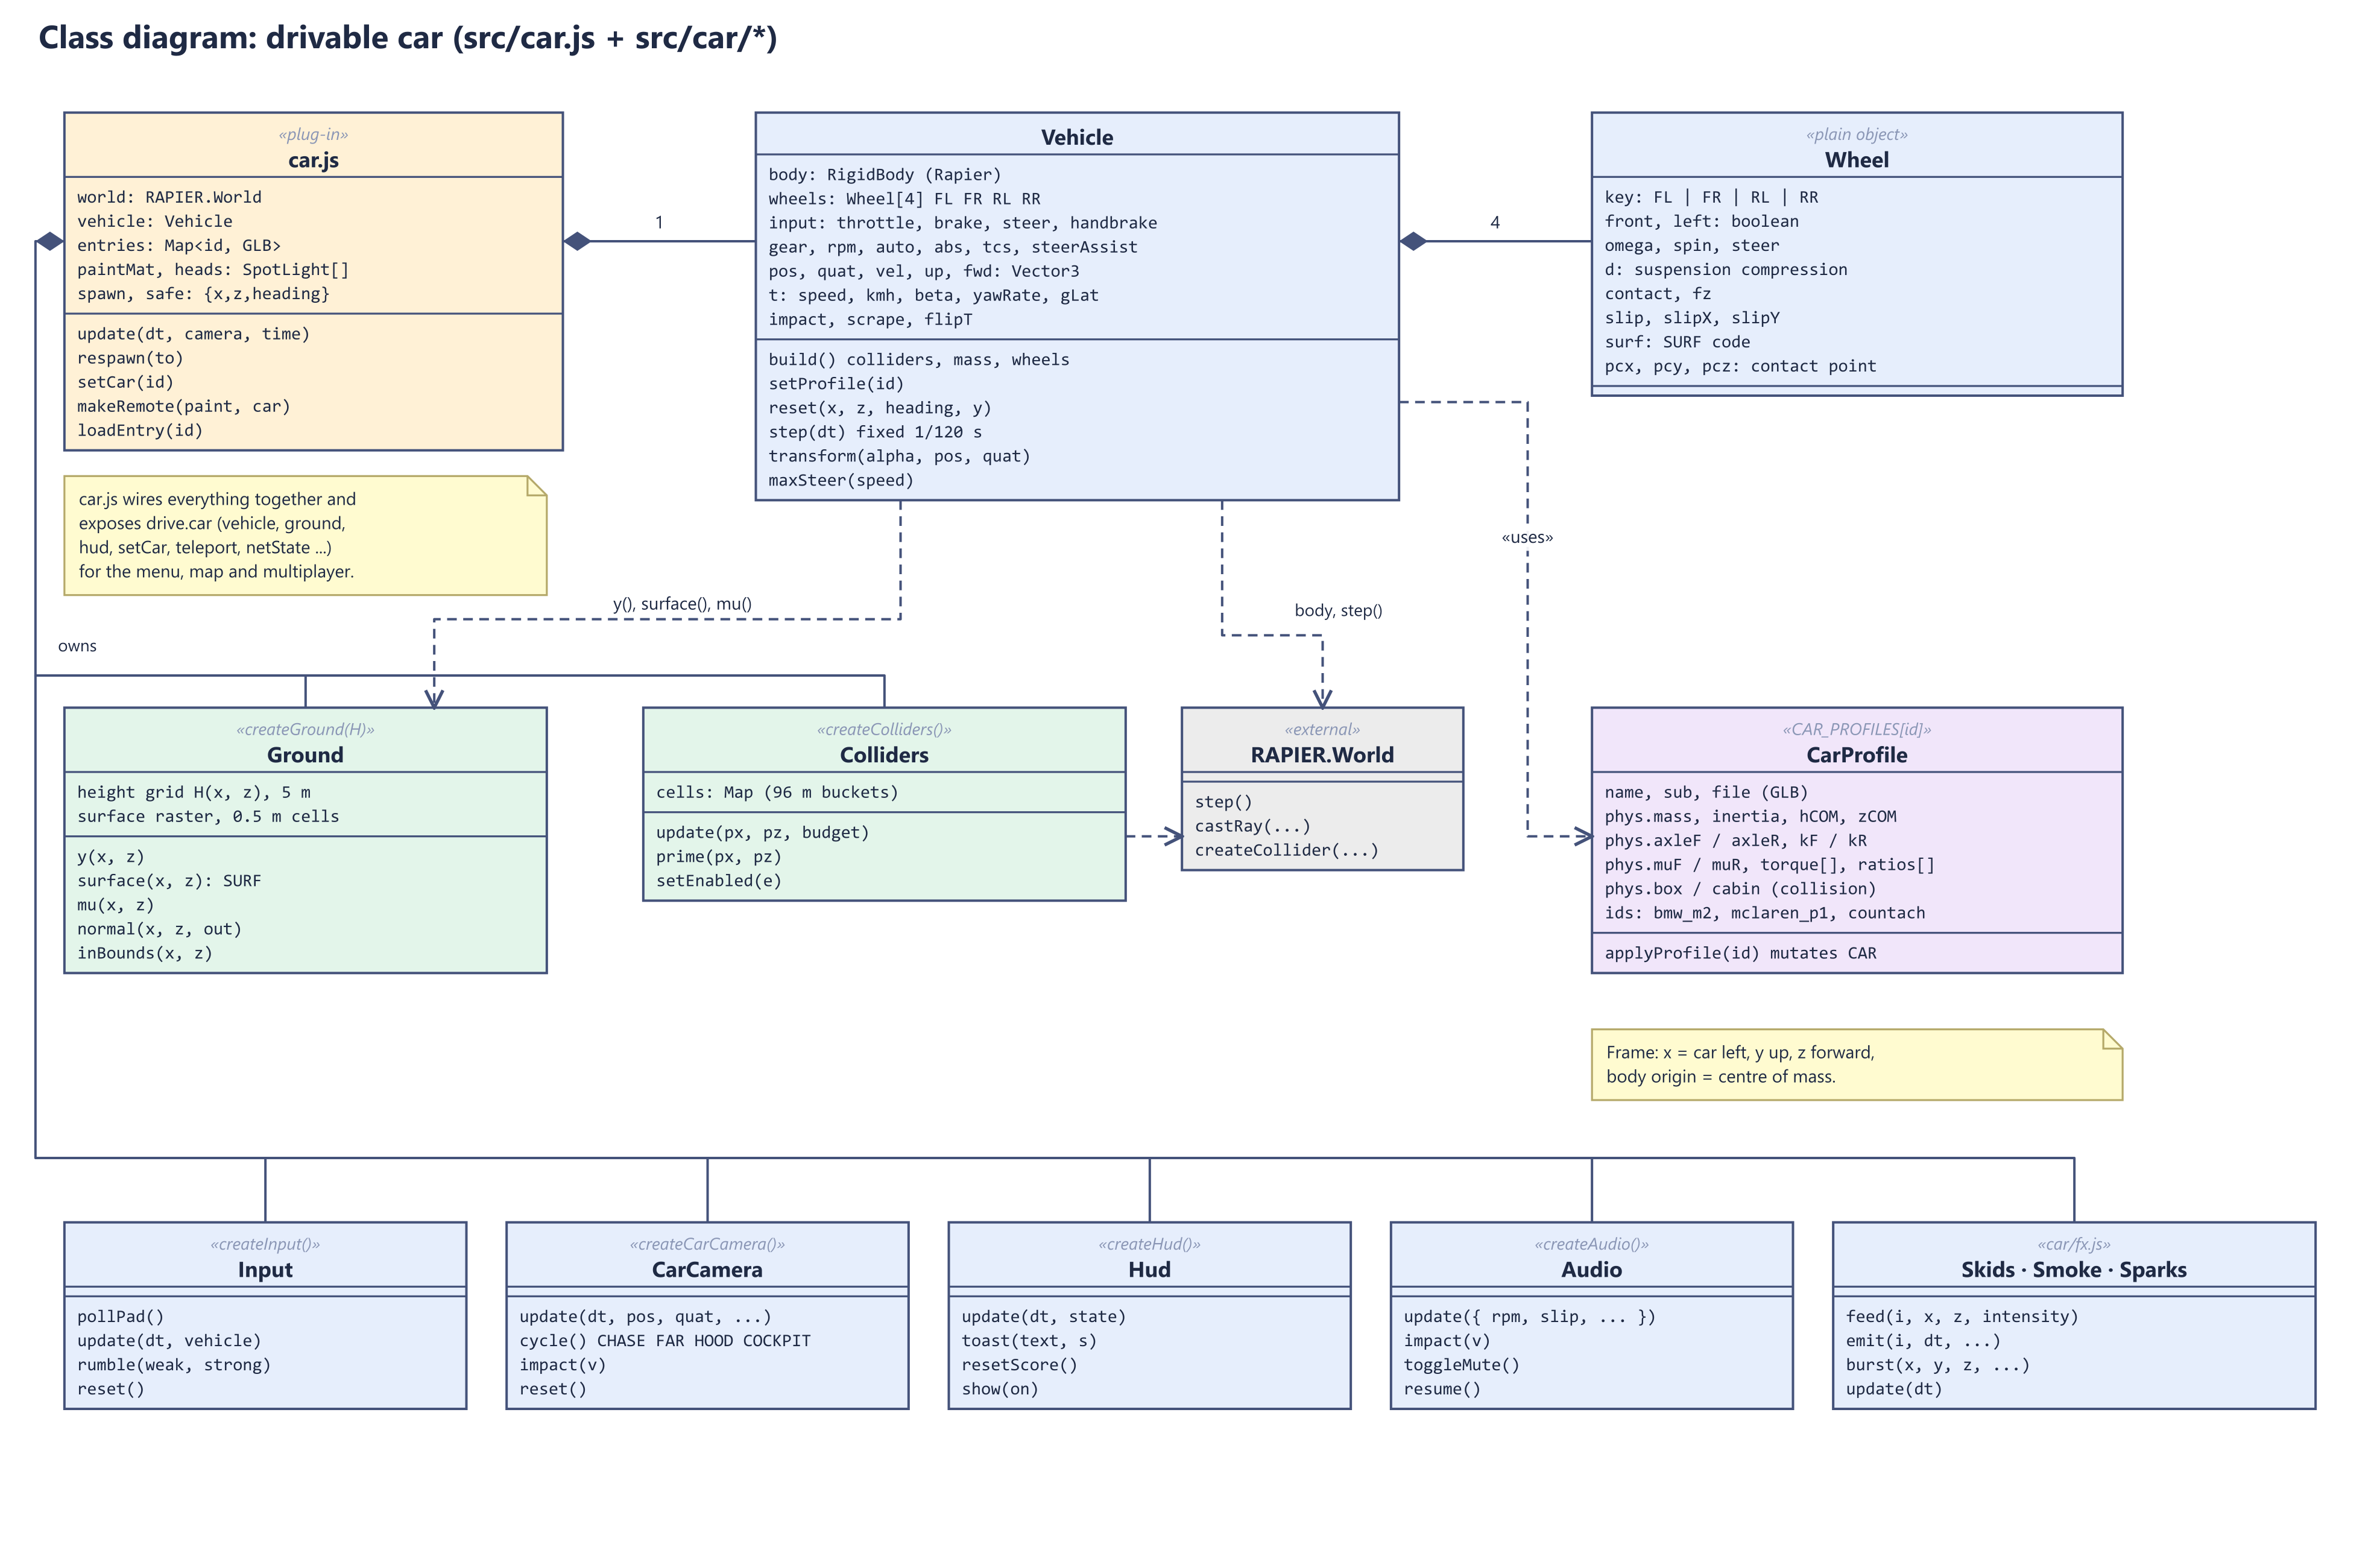 Class diagram: drivable car (src/car.js + src/car/*)
«plug-in»
car.js
world: RAPIER.World
vehicle: Vehicle
entries: Map<id, GLB>
paintMat, heads: SpotLight[]
spawn, safe: {x,z,heading}
update(dt, camera, time)
respawn(to)
setCar(id)
makeRemote(paint, car)
loadEntry(id)
1
Vehicle
body: RigidBody (Rapier)
wheels: Wheel[4] FL FR RL RR
input: throttle, brake, steer, handbrake
gear, rpm, auto, abs, tcs, steerAssist
pos, quat, vel, up, fwd: Vector3
t: speed, kmh, beta, yawRate, gLat
impact, scrape, flipT
build() colliders, mass, wheels
setProfile(id)
reset(x, z, heading, y)
step(dt) fixed 1/120 s
transform(alpha, pos, quat)
maxSteer(speed)
4
«plain object»
Wheel
key: FL | FR | RL | RR
front, left: boolean
omega, spin, steer
d: suspension compression
contact, fz
slip, slipX, slipY
surf: SURF code
pcx, pcy, pcz: contact point
car.js wires everything together and
exposes drive.car (vehicle, ground,
hud, setCar, teleport, netState ...)
for the menu, map and multiplayer.
«uses»
y(), surface(), mu()
body, step()
owns
«createGround(H)»
Ground
height grid H(x, z), 5 m
surface raster, 0.5 m cells
y(x, z)
surface(x, z): SURF
mu(x, z)
normal(x, z, out)
inBounds(x, z)
«createColliders()»
Colliders
cells: Map (96 m buckets)
update(px, pz, budget)
prime(px, pz)
setEnabled(e)
«external»
RAPIER.World
step()
castRay(...)
createCollider(...)
«CAR_PROFILES[id]»
CarProfile
name, sub, file (GLB)
phys.mass, inertia, hCOM, zCOM
phys.axleF / axleR, kF / kR
phys.muF / muR, torque[], ratios[]
phys.box / cabin (collision)
ids: bmw_m2, mclaren_p1, countach
applyProfile(id) mutates CAR
Frame: x = car left, y up, z forward,
body origin = centre of mass.
«createInput()»
Input
pollPad()
update(dt, vehicle)
rumble(weak, strong)
reset()
«createCarCamera()»
CarCamera
update(dt, pos, quat, ...)
cycle() CHASE FAR HOOD COCKPIT
impact(v)
reset()
«createHud()»
Hud
update(dt, state)
toast(text, s)
resetScore()
show(on)
«createAudio()»
Audio
update({ rpm, slip, ... })
impact(v)
toggleMute()
resume()
«car/fx.js»
Skids · Smoke · Sparks
feed(i, x, z, intensity)
emit(i, dt, ...)
burst(x, y, z, ...)
update(dt)